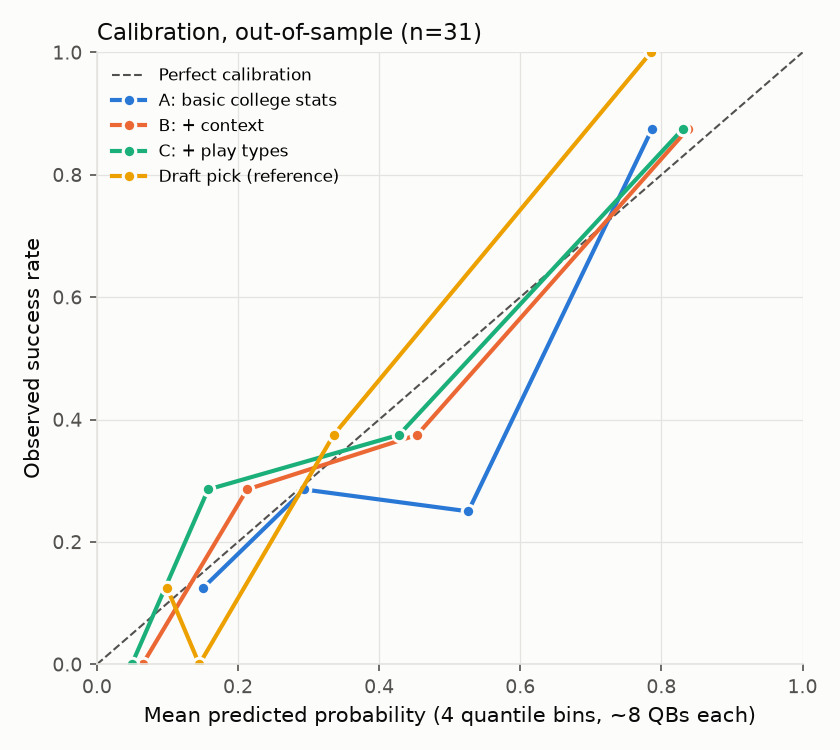 Calibration, out-of-sample (n=31)
1.0
Perfect calibration
A: basic college stats
B: + context
C: + play types
Draft pick (reference)
0.8
0.6
0.4
0.2
0.0
Observed success rate
0.0 0.2 0.4 0.6 0.8 1.0
Mean predicted probability (4 quantile bins, ~8 QBs each)